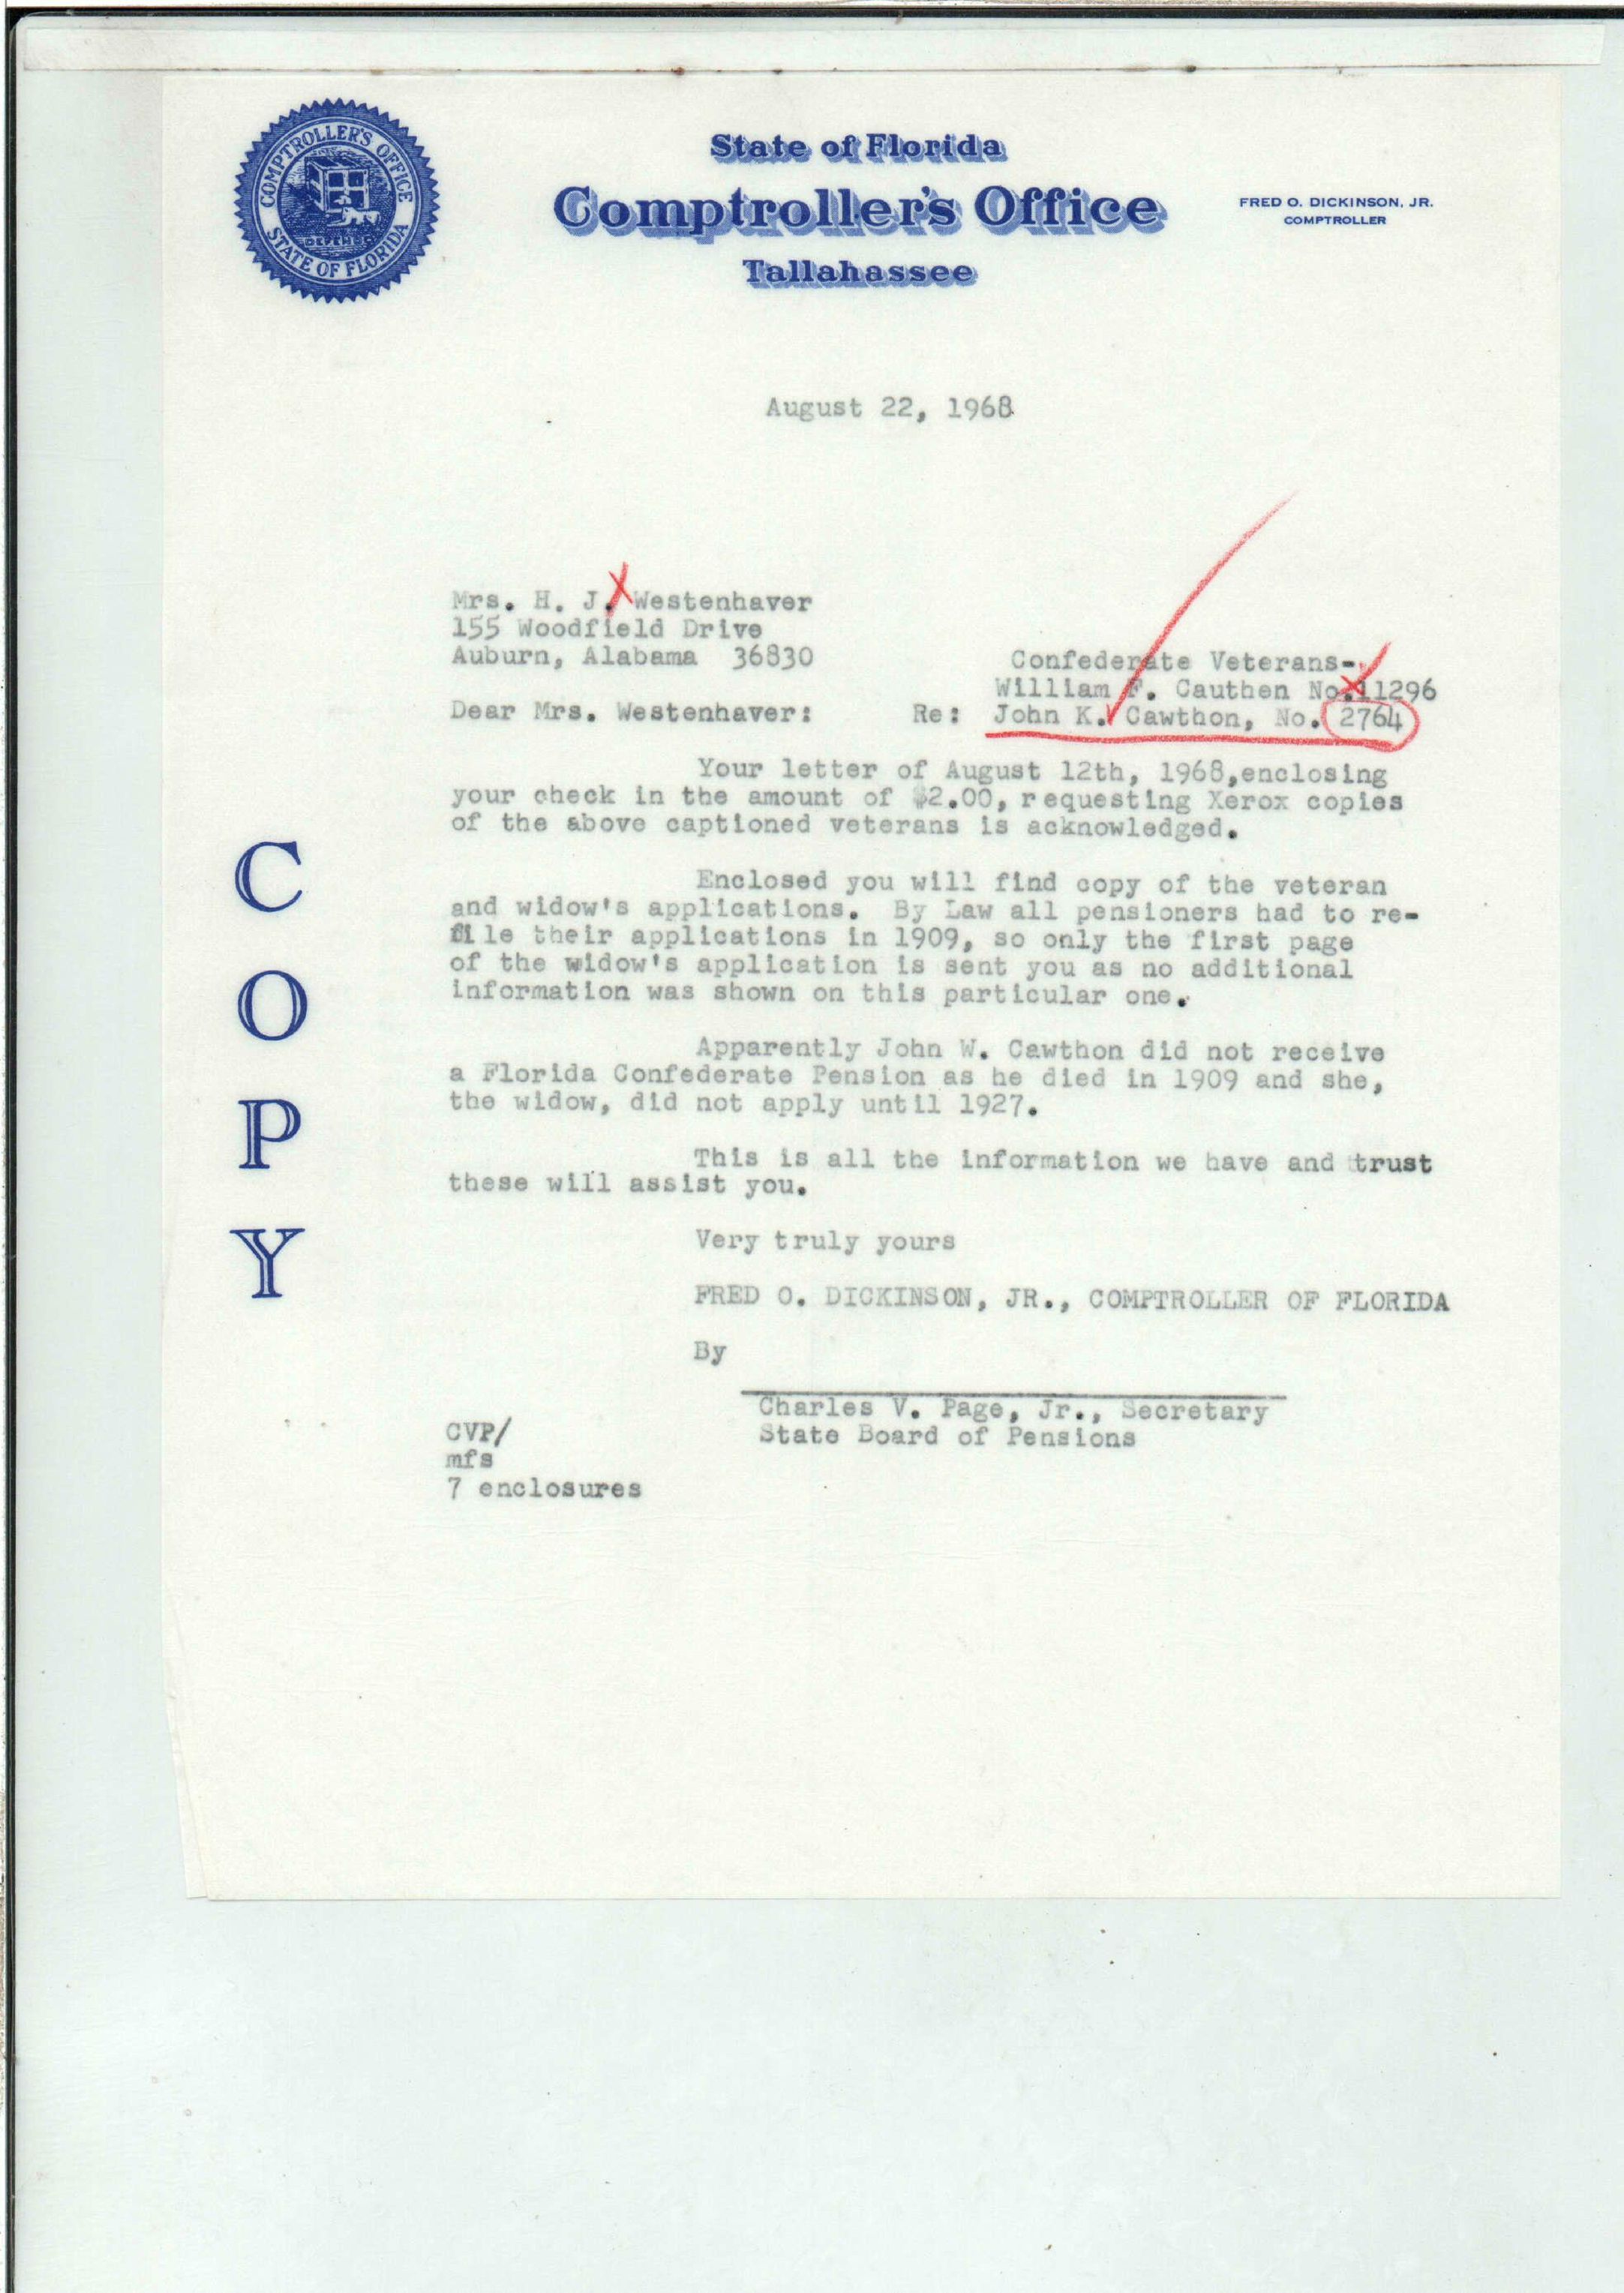 COMPTROLLER'S OFFICE
STATE OF FLORIDA
State of Florida
Comptroller's Office
Tallahassee
FRED O. DICKINSON, JR.
COMPTROLLER
August 22, 1968
Mrs. H. J. Westenhaver
155 Woodfield Drive
Auburn, Alabama 36830
Confederate Veterans-
William F. Cauthen No. 11296
Dear Mrs. Westenhaver: Re: John K. Cawthon, No. 2764
Your letter of August 12th, 1968,enclosing
your check in the amount of $2.00, requesting Xerox copies
of the above captioned veterans is acknowledged.
Enclosed you will find copy of the veteran
and widow's applications. By Law all pensioners had to re-
file their applications in 1909, so only the first page
of the widow's application is sent you as no additional
information was shown on this particular one.
Apparently John W. Cawthon did not receive
a Florida Confederate Pension as he died in 1909 and she,
the widow, did not apply until 1927.
This is all the information we have and trust
these will assist you.
Very truly yours
FRED O. DICKINSON, JR., COMPTROLLER OF FLORIDA
By
Charles V. Page, Jr., Secretary
State Board of Pensions
CVP/
mfs
7 enclosures
COPY